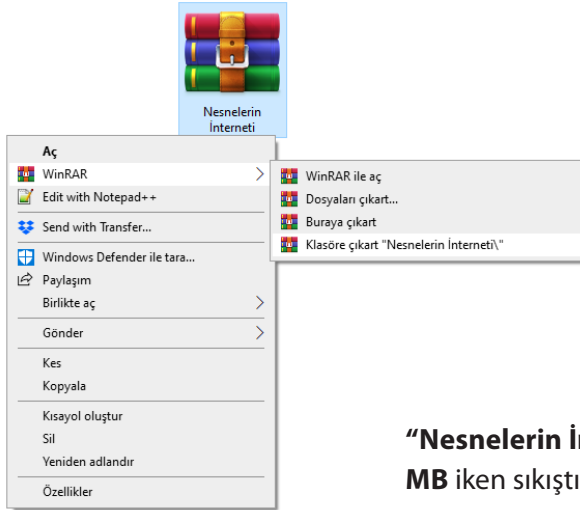 Nesnelerin
İnterneti
Aç
WinRAR
Edit with Notepad++
Send with Transfer...
Windows Defender ile tara...
Paylaşım
Birlikte aç
Gönder
Kes
Kopyala
Kısayol oluştur
Sil
Yeniden adlandır
Özellikler
WinRAR ile aç
Dosyaları çıkart...
Buraya çıkart
Klasöre çıkart "Nesnelerin İnterneti\"
“Nesnelerin
MB iken